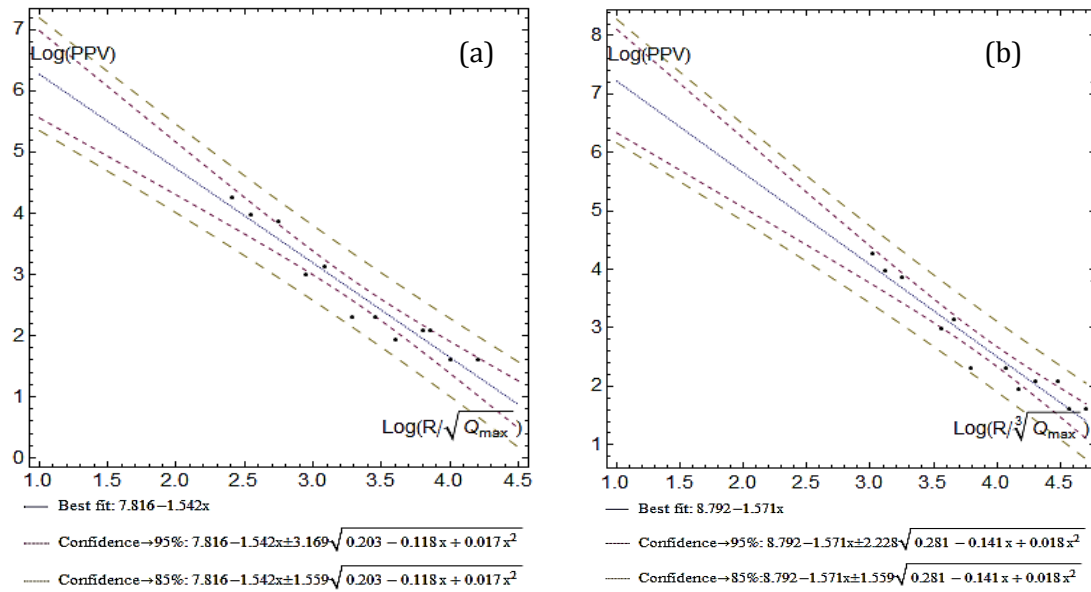 (a)
Log(PPV)
7
6
5
4
3
2
1
0
Log(R/√Q_max)
1.0 1.5 2.0 2.5 3.0 3.5 4.0 4.5
Best fit: 7.816−1.542x
Confidence→95%: 7.816−1.542x±3.169√0.203 − 0.118 x + 0.017 x²
Confidence→85%: 7.816−1.542x±1.559√0.203 − 0.118 x + 0.017 x²
(b)
Log(PPV)
8
7
6
5
4
3
2
1
Log(R/∛Q_max)
1.0 1.5 2.0 2.5 3.0 3.5 4.0 4.5
Best fit: 8.792−1.571x
Confidence→95%: 8.792−1.571x±2.228√0.281 − 0.141 x + 0.018 x²
Confidence→85%:8.792−1.571x±1.559√0.281 − 0.141 x + 0.018 x²